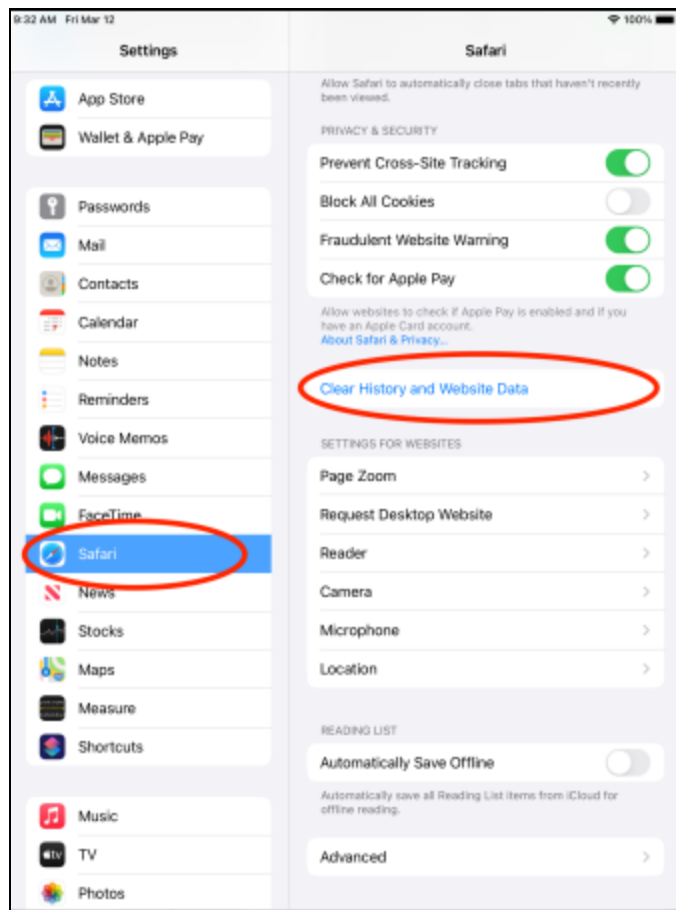 9:32 AM Fri Mar 12
100%
Settings
App Store
Wallet & Apple Pay
Passwords
Mail
Contacts
Calendar
Notes
Reminders
Voice Memos
Messages
FaceTime
Safari
News
Stocks
Maps
Measure
Shortcuts
Music
tv
TV
Photos
Safari
Allow Safari to automatically close tabs that haven't recently
been viewed.
PRIVACY & SECURITY
Prevent Cross-Site Tracking
Block All Cookies
Fraudulent Website Warning
Check for Apple Pay
Allow websites to check if Apple Pay is enabled and if you
have an Apple Card account.
About Safari & Privacy...
Clear History and Website Data
SETTINGS FOR WEBSITES
Page Zoom
Request Desktop Website
Reader
Camera
Microphone
Location
READING LIST
Automatically Save Offline
Automatically save all Reading List items from iCloud for
offline reading.
Advanced